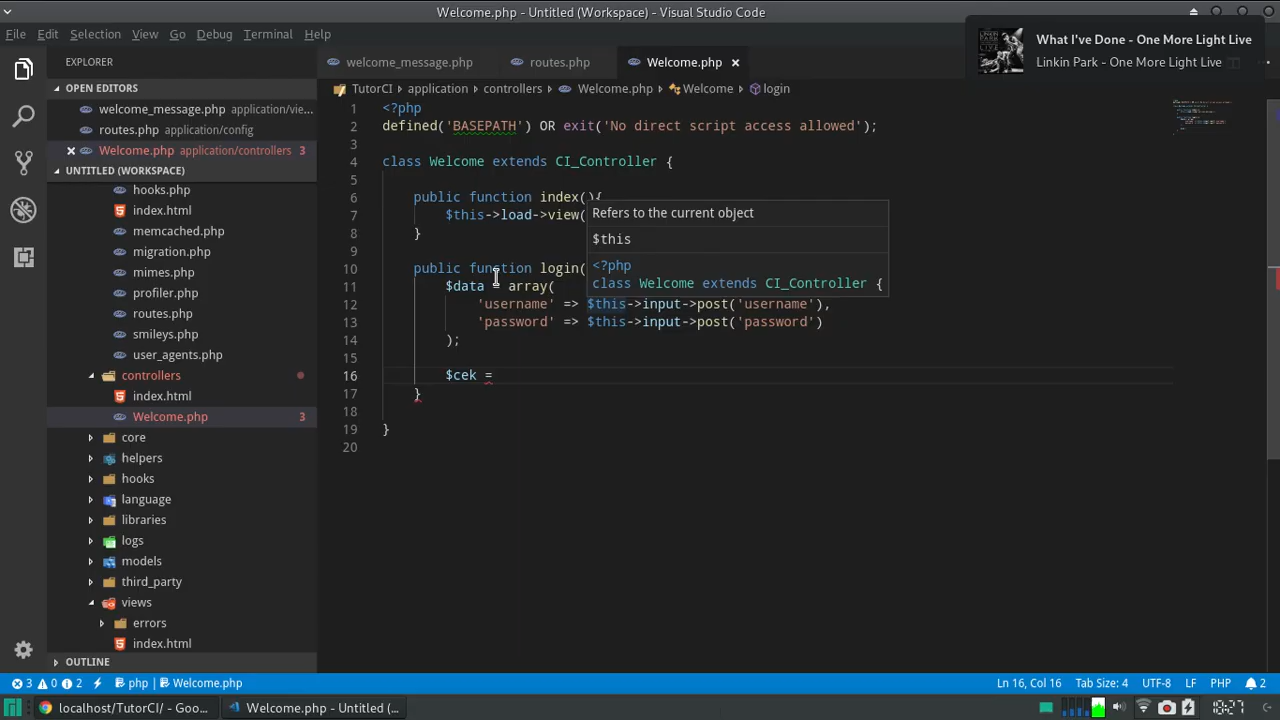 Welcome.php - Untitled (Workspace) - Visual Studio Code
File Edit Selection View Go Debug Terminal Help
What I've Done - One More Light Live
Linkin Park - One More Light Live
EXPLORER
OPEN EDITORS
welcome_message.php application/vie...
routes.php application/config
Welcome.php application/controllers 3
UNTITLED (WORKSPACE)
hooks.php
index.html
memcached.php
migration.php
mimes.php
profiler.php
routes.php
smileys.php
user_agents.php
controllers
index.html
Welcome.php 3
core
helpers
hooks
language
libraries
logs
models
third_party
views
errors
index.html
OUTLINE
welcome_message.php routes.php Welcome.php
TutorCI > application > controllers > Welcome.php > Welcome > login
1 <?php
2 defined('BASEPATH') OR exit('No direct script access allowed');
3
4 class Welcome extends CI_Controller {
5
6 public function index(){
7 $this->load->view(
8 }
9
10 public function login(
11 $data = array(
12 'username' => $this->input->post('username'),
13 'password' => $this->input->post('password')
14 );
15
16 $cek =
17 }
18
19 }
20
Refers to the current object
$this
<?php
class Welcome extends CI_Controller {
3 0 2 php Welcome.php Ln 16, Col 16 Tab Size: 4 UTF-8 LF PHP 2
localhost/TutorCI/ - Goo... Welcome.php - Untitled (... 19:27